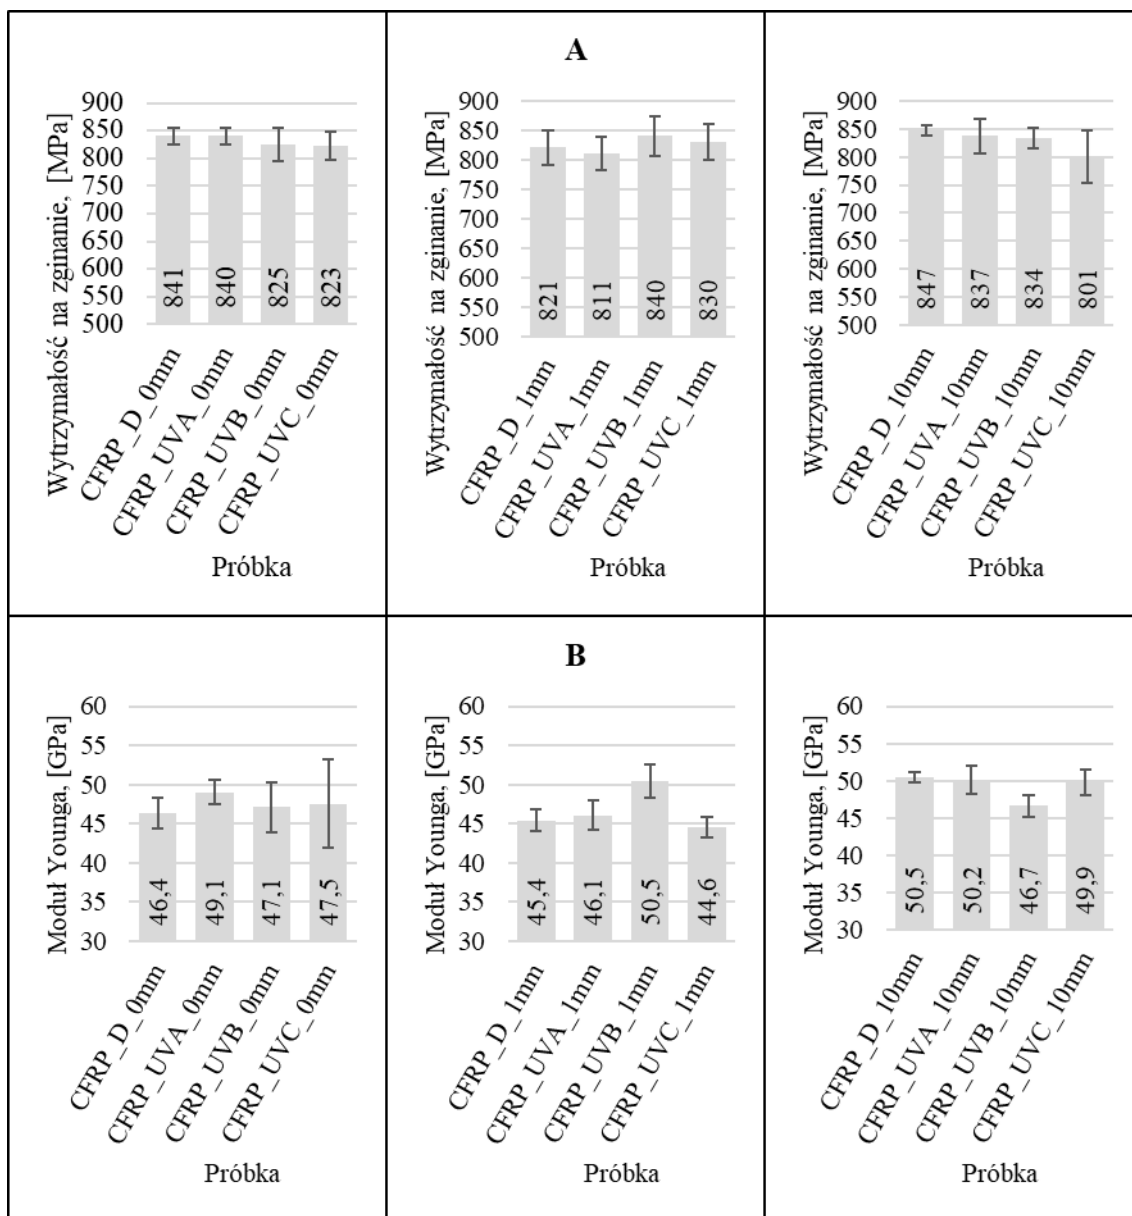 A
Wytrzymałość na zginanie, [MPa]
900
850
800
750
700
650
600
550
500
841
840
825
823
CFRP_D_0mm
CFRP_UVA_0mm
CFRP_UVB_0mm
CFRP_UVC_0mm
Próbka
Wytrzymałość na zginanie, [MPa]
900
850
800
750
700
650
600
550
500
821
811
840
830
CFRP_D_1mm
CFRP_UVA_1mm
CFRP_UVB_1mm
CFRP_UVC_1mm
Próbka
Wytrzymałość na zginanie, [MPa]
900
850
800
750
700
650
600
550
500
847
837
834
801
CFRP_D_10mm
CFRP_UVA_10mm
CFRP_UVB_10mm
CFRP_UVC_10mm
Próbka
B
Moduł Younga, [GPa]
60
55
50
45
40
35
30
46,4
49,1
47,1
47,5
CFRP_D_0mm
CFRP_UVA_0mm
CFRP_UVB_0mm
CFRP_UVC_0mm
Próbka
Moduł Younga, [GPa]
60
55
50
45
40
35
30
45,4
46,1
50,5
44,6
CFRP_D_1mm
CFRP_UVA_1mm
CFRP_UVB_1mm
CFRP_UVC_1mm
Próbka
Moduł Younga, [GPa]
60
55
50
45
40
35
30
50,5
50,2
46,7
49,9
CFRP_D_10mm
CFRP_UVA_10mm
CFRP_UVB_10mm
CFRP_UVC_10mm
Próbka